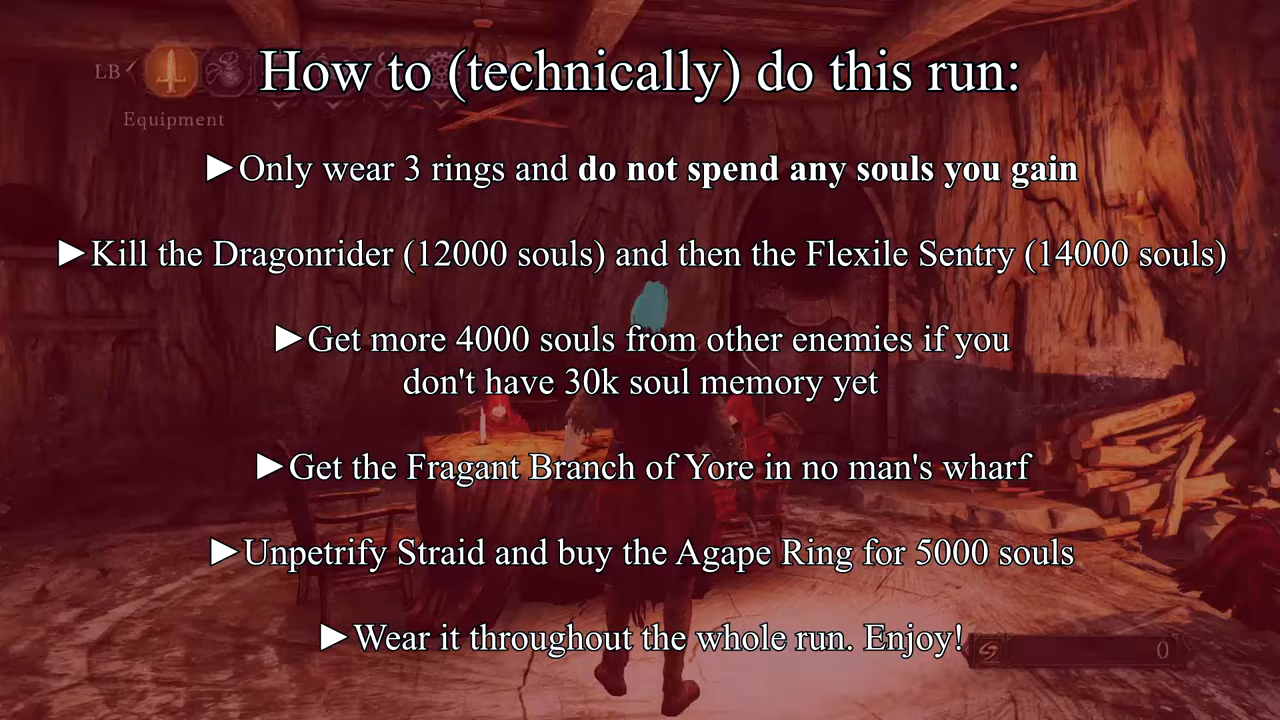 How to (technically) do this run:
LB
Equipment
►Only wear 3 rings and do not spend any souls you gain
►Kill the Dragonrider (12000 souls) and then the Flexile Sentry (14000 souls)
►Get more 4000 souls from other enemies if you
don't have 30k soul memory yet
►Get the Fragant Branch of Yore in no man's wharf
►Unpetrify Straid and buy the Agape Ring for 5000 souls
►Wear it throughout the whole run. Enjoy!
0